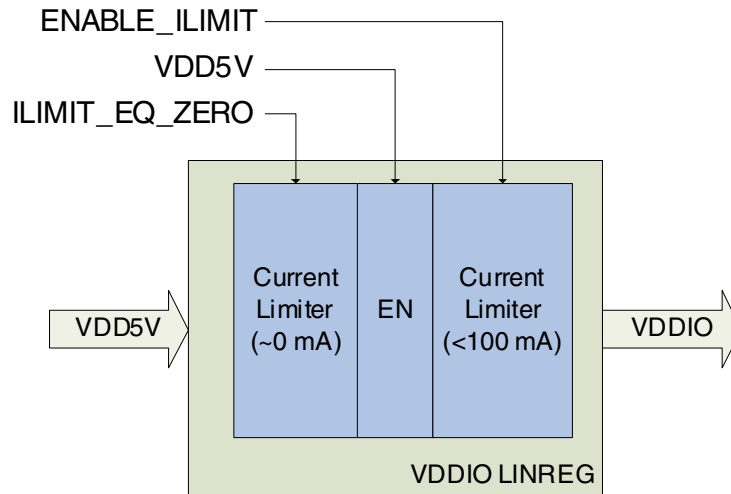 ENABLE_ILIMIT
VDD5V
ILIMIT_EQ_ZERO
Current
Limiter
(~0 mA)
EN
Current
Limiter
(<100 mA)
VDD5V
VDDIO
VDDIO LINREG